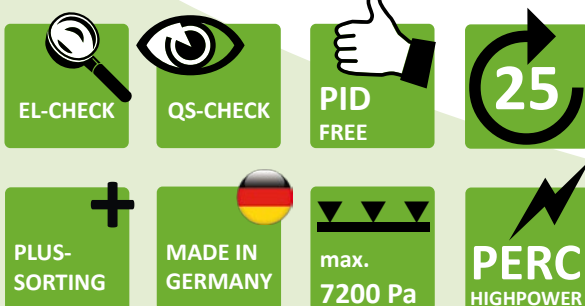 EL-CHECK
QS-CHECK
PID
FREE
25
PLUS-
SORTING
MADE IN
GERMANY
max.
7200 Pa
PERC
HIGHPOWER